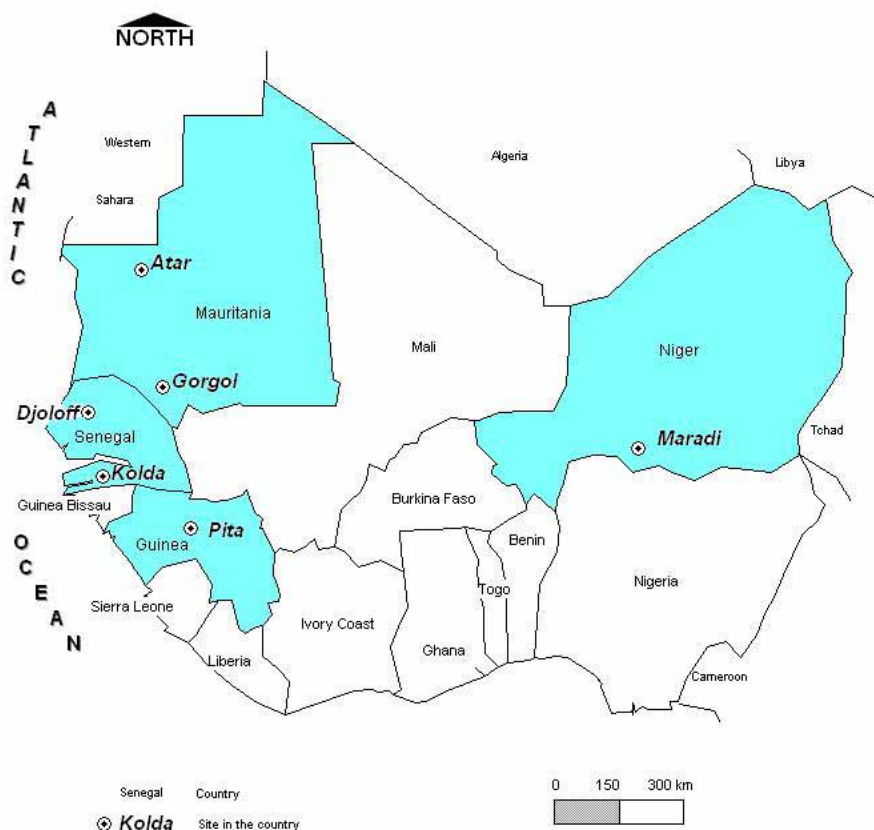 NORTH
ATLANTIC
Western
Sahara
Algeria
Libya
Atar
Mauritania
Mali
Niger
Gorgol
Djoloff
Senegal
Maradi
Tchad
Kolda
Burkina Faso
Guinea Bissau
Pita
Guinea
Benin
OCEAN
Nigeria
Togo
Sierra Leone
Ivory Coast
Ghana
Liberia
Cameroon
0 150 300 km
Senegal Country
Kolda Site in the country